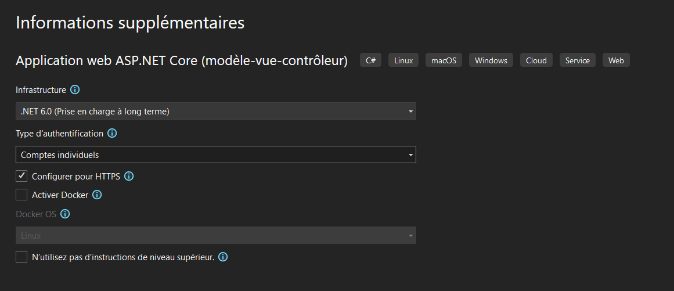 Informations supplémentaires
Application web ASP.NET Core (modèle-vue-contrôleur) C# Linux macOS Windows Cloud Service Web
Infrastructure
.NET 6.0 (Prise en charge à long terme)
Type d'authentification
Comptes individuels
Configurer pour HTTPS
Activer Docker
Docker OS
Linux
N'utilisez pas d'instructions de niveau supérieur.